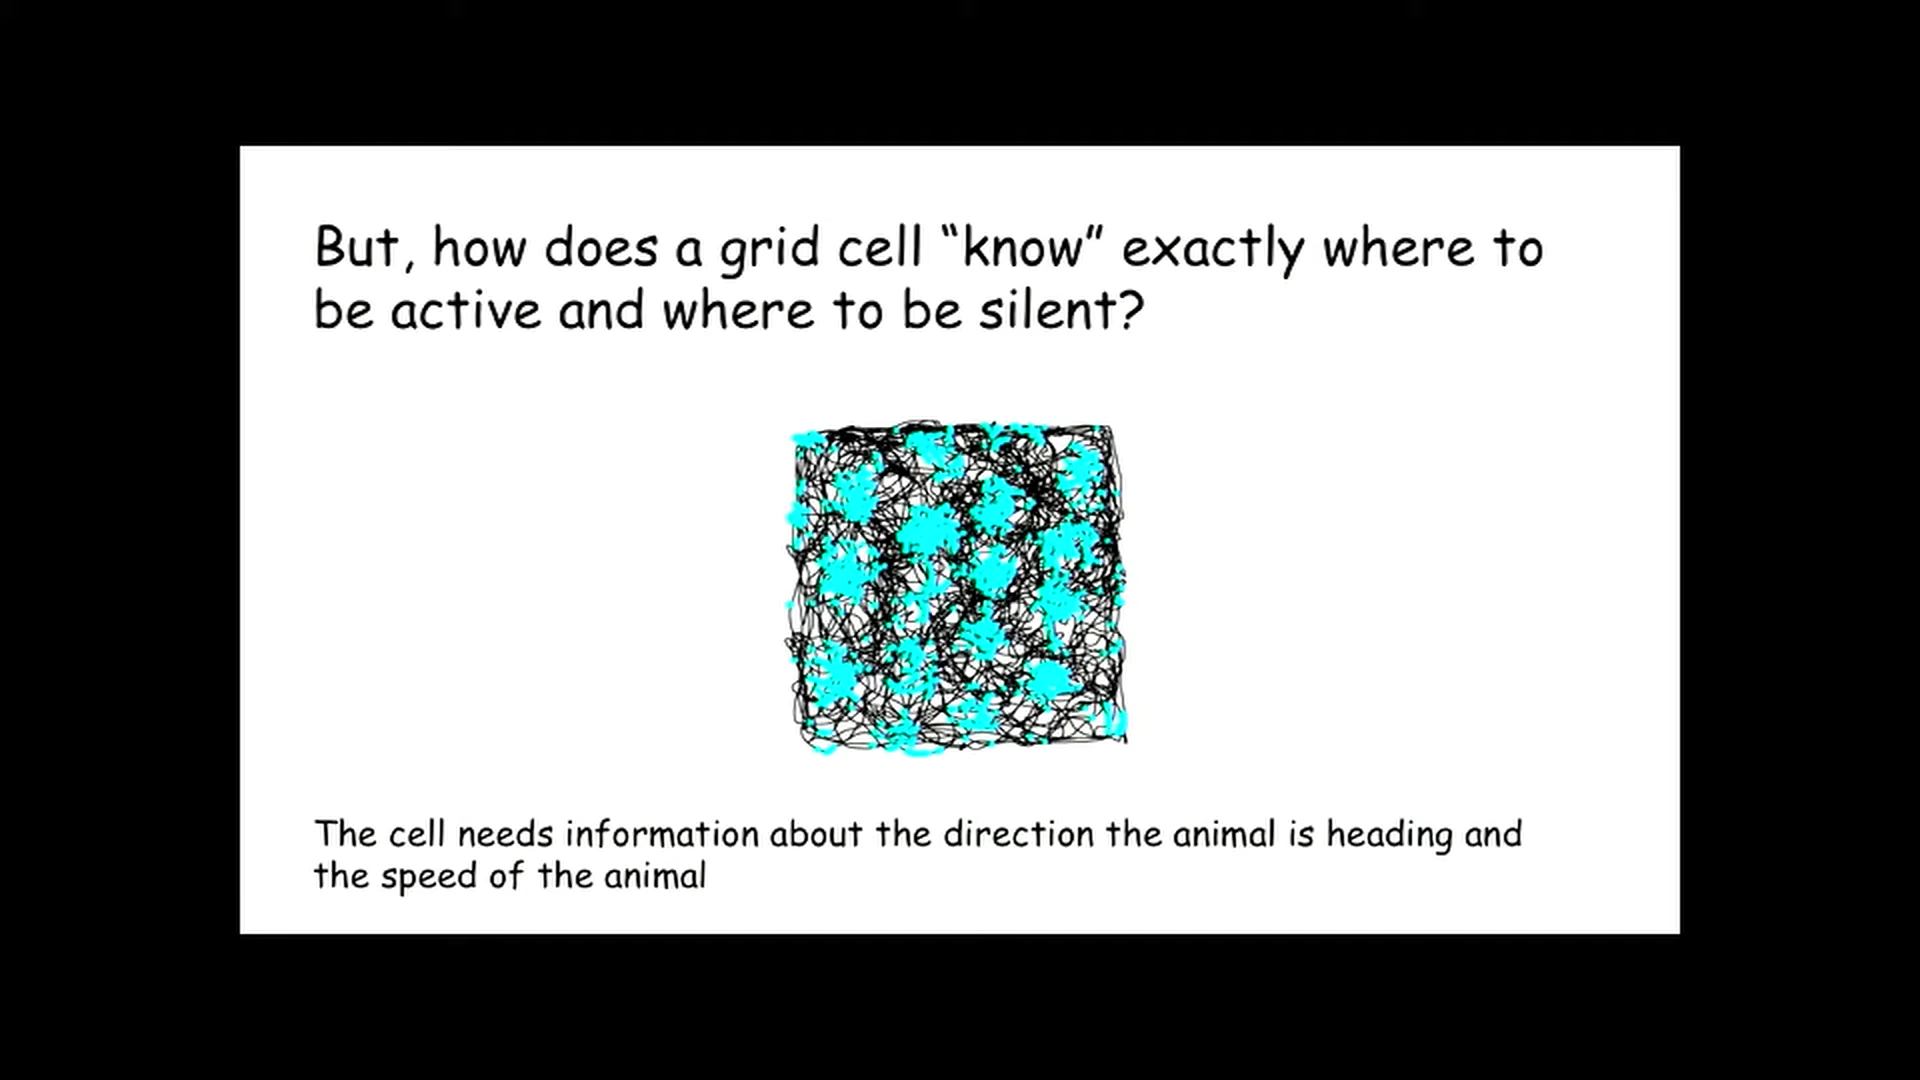 But, how does a grid cell “know” exactly where to
be active and where to be silent?
The cell needs information about the direction the animal is heading and
the speed of the animal